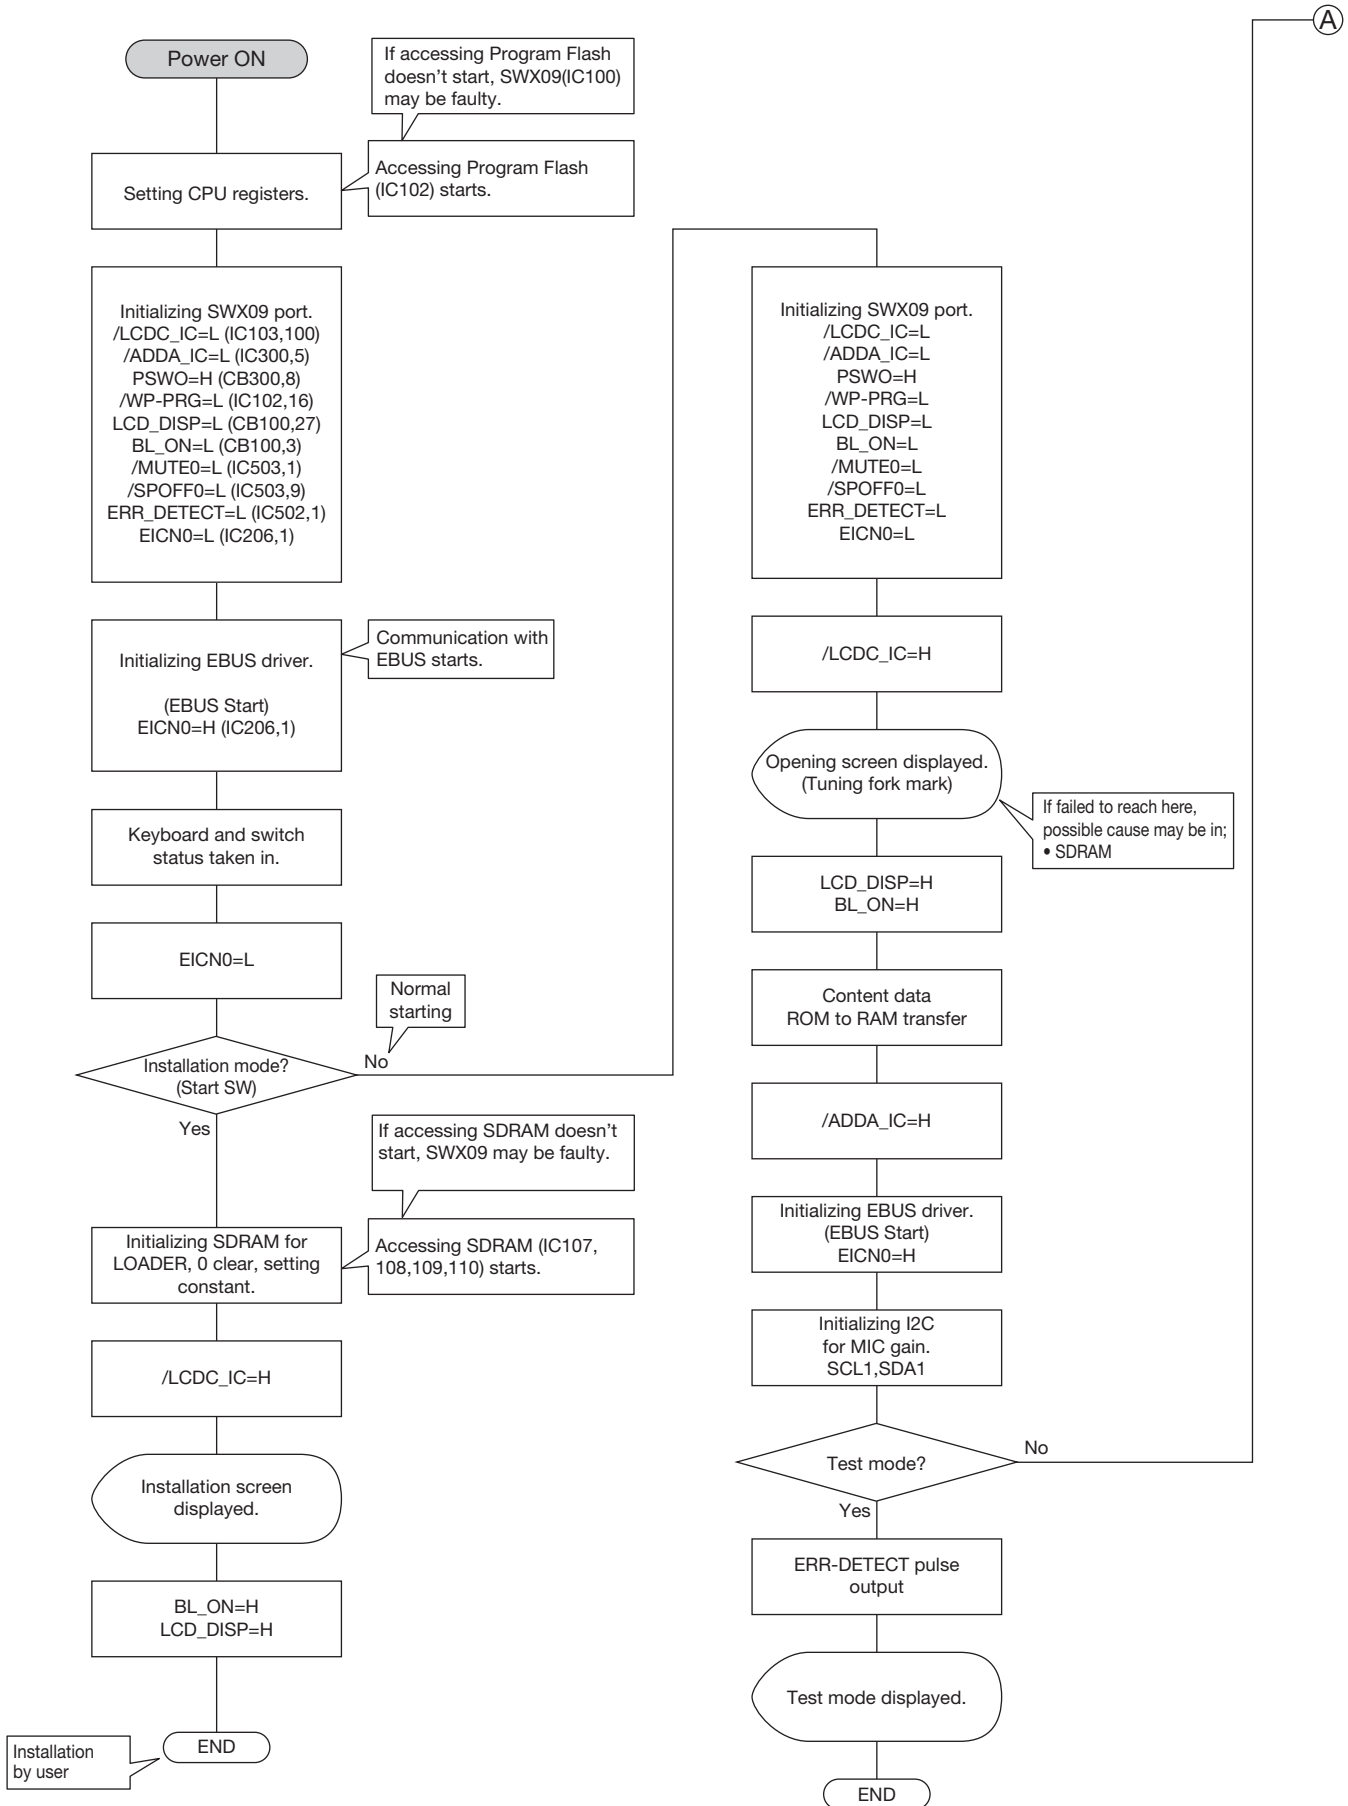 Power ON
If accessing Program Flash
doesn't start, SWX09(IC100)
may be faulty.
Setting CPU registers.
Accessing Program Flash
(IC102) starts.
Initializing SWX09 port.
/LCDC_IC=L (IC103,100)
/ADDA_IC=L (IC300,5)
PSWO=H (CB300,8)
/WP-PRG=L (IC102,16)
LCD_DISP=L (CB100,27)
BL_ON=L (CB100,3)
/MUTE0=L (IC503,1)
/SPOFF0=L (IC503,9)
ERR_DETECT=L (IC502,1)
EICN0=L (IC206,1)
Initializing EBUS driver.
(EBUS Start)
EICN0=H (IC206,1)
Communication with
EBUS starts.
Keyboard and switch
status taken in.
EICN0=L
Normal
starting
Installation mode?
(Start SW)
No
Yes
If accessing SDRAM doesn't
start, SWX09 may be faulty.
Initializing SDRAM for
LOADER, 0 clear, setting
constant.
Accessing SDRAM (IC107,
108,109,110) starts.
/LCDC_IC=H
Installation screen
displayed.
BL_ON=H
LCD_DISP=H
END
Installation
by user
A
Initializing SWX09 port.
/LCDC_IC=L
/ADDA_IC=L
PSWO=H
/WP-PRG=L
LCD_DISP=L
BL_ON=L
/MUTE0=L
/SPOFF0=L
ERR_DETECT=L
EICN0=L
/LCDC_IC=H
Opening screen displayed.
(Tuning fork mark)
If failed to reach here,
possible cause may be in;
• SDRAM
LCD_DISP=H
BL_ON=H
Content data
ROM to RAM transfer
/ADDA_IC=H
Initializing EBUS driver.
(EBUS Start)
EICN0=H
Initializing I2C
for MIC gain.
SCL1,SDA1
Test mode?
No
Yes
ERR-DETECT pulse
output
Test mode displayed.
END